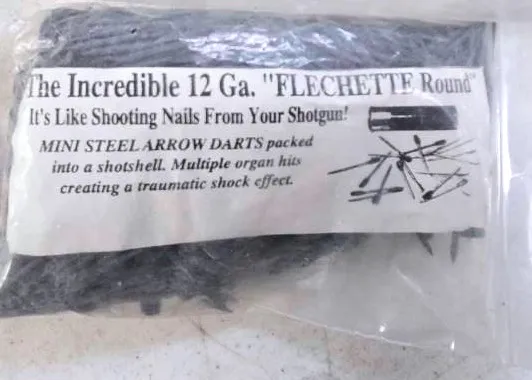 The Incredible 12 Ga. "FLECHETTE Round"
It's Like Shooting Nails From Your Shotgun!
MINI STEEL ARROW DARTS packed
into a shotshell. Multiple organ hits
creating a traumatic shock effect.